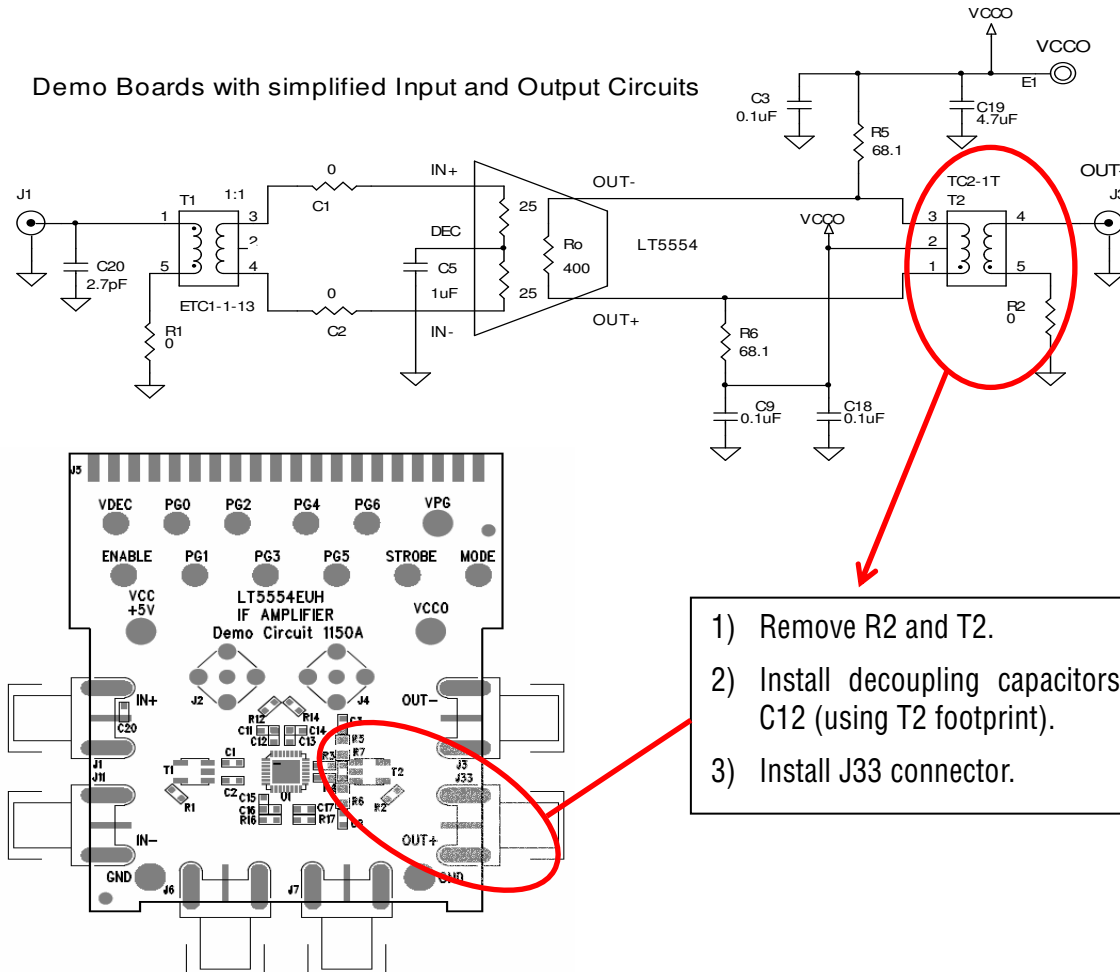 VCCO
VCCO
E1
Demo Boards with simplified Input and Output Circuits
C3
0.1uF
C19
4.7uF
R5
68.1
J1
T1
1:1
1
3
2
5
4
ETC1-1-13
C20
2.7pF
R1
0
0
C1
0
C2
IN+
DEC
C5
1uF
IN-
25
25
Ro
400
LT5554
OUT-
OUT+
VCCO
R6
68.1
C9
0.1uF
C18
0.1uF
TC2-1T
T2
3
2
1
4
5
R2
0
OUT-
J5
VDEC PG0 PG2 PG4 PG6 VPG
ENABLE PG1 PG3 PG5 STROBE MODE
VCC
+5V
LT5554EUH
IF AMPLIFIER
Demo Circuit 1150A
VCCO
J2
J4
IN+
C20
J1
J11
IN-
GND
OUT-
J3
J33
OUT+
GND
R12 R14
C11 C14
C12 C13
C1
C2
T1
R1
U1
C15
C16
R16
C17
R17
R5
R7
R3
R6
T2
R2
J6
J7
1) Remove R2 and T2.
2) Install decoupling capacitors
C12 (using T2 footprint).
3) Install J33 connector.